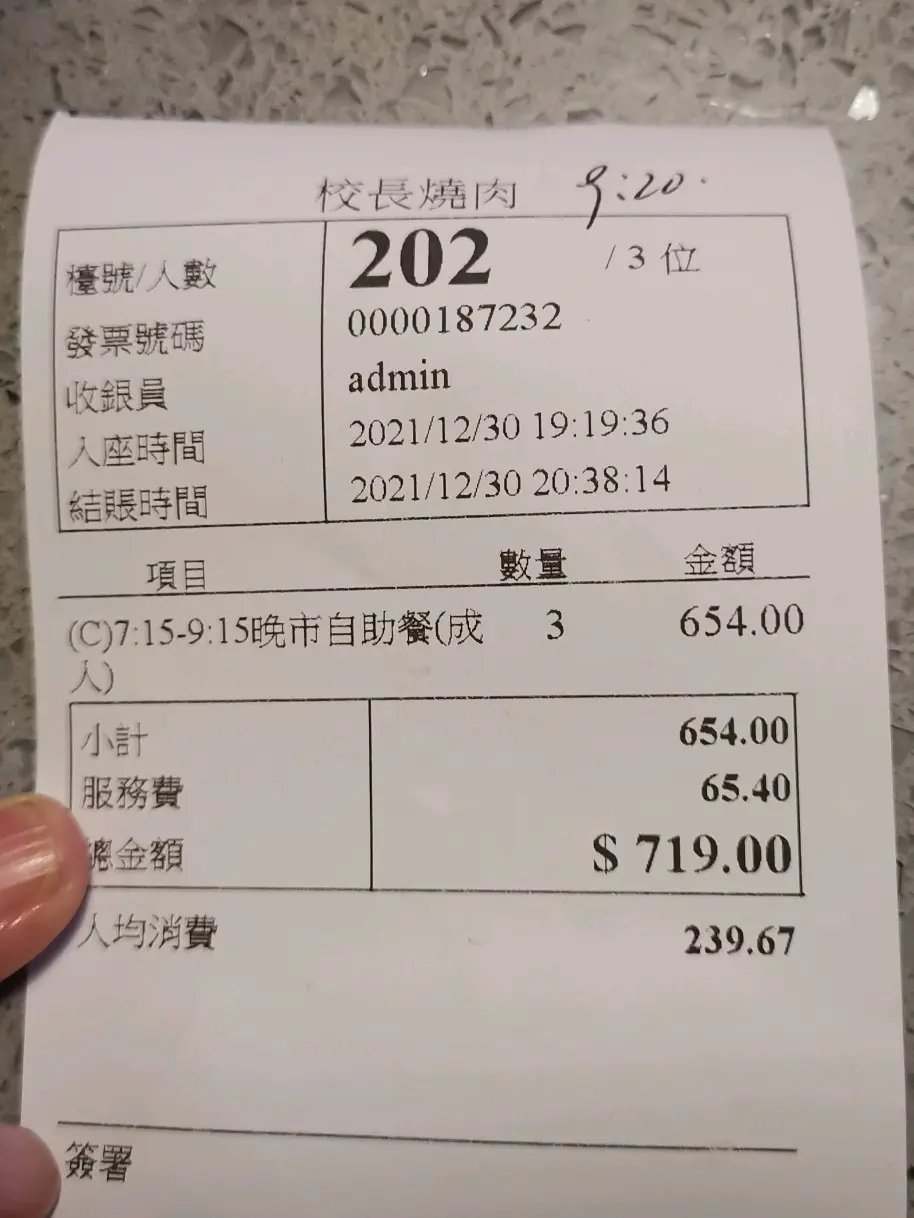 校長燒肉 9:20.
檯號/人數 202 / 3 位
發票號碼 0000187232
收銀員 admin
入座時間 2021/12/30 19:19:36
結賬時間 2021/12/30 20:38:14
項目 數量 金額
(C)7:15-9:15晚市自助餐(成 3 654.00
人)
小計 654.00
服務費 65.40
總金額 $ 719.00
人均消費 239.67
簽署